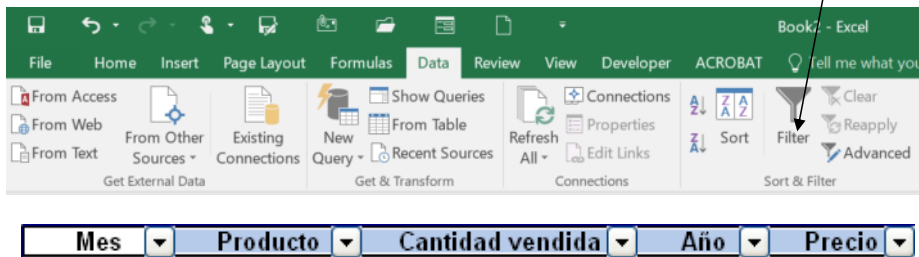 Book2 - Excel
File Home Insert Page Layout Formulas Data Review View Developer ACROBAT Tell me what you
From Access
From Web
From Text
From Other
Sources
Existing
Connections
New
Query
Show Queries
From Table
Recent Sources
Refresh
All
Connections
Properties
Edit Links
Sort
Filter
Clear
Reapply
Advanced
Get External Data Get & Transform Connections Sort & Filter
Mes Producto Cantidad vendida Año Precio